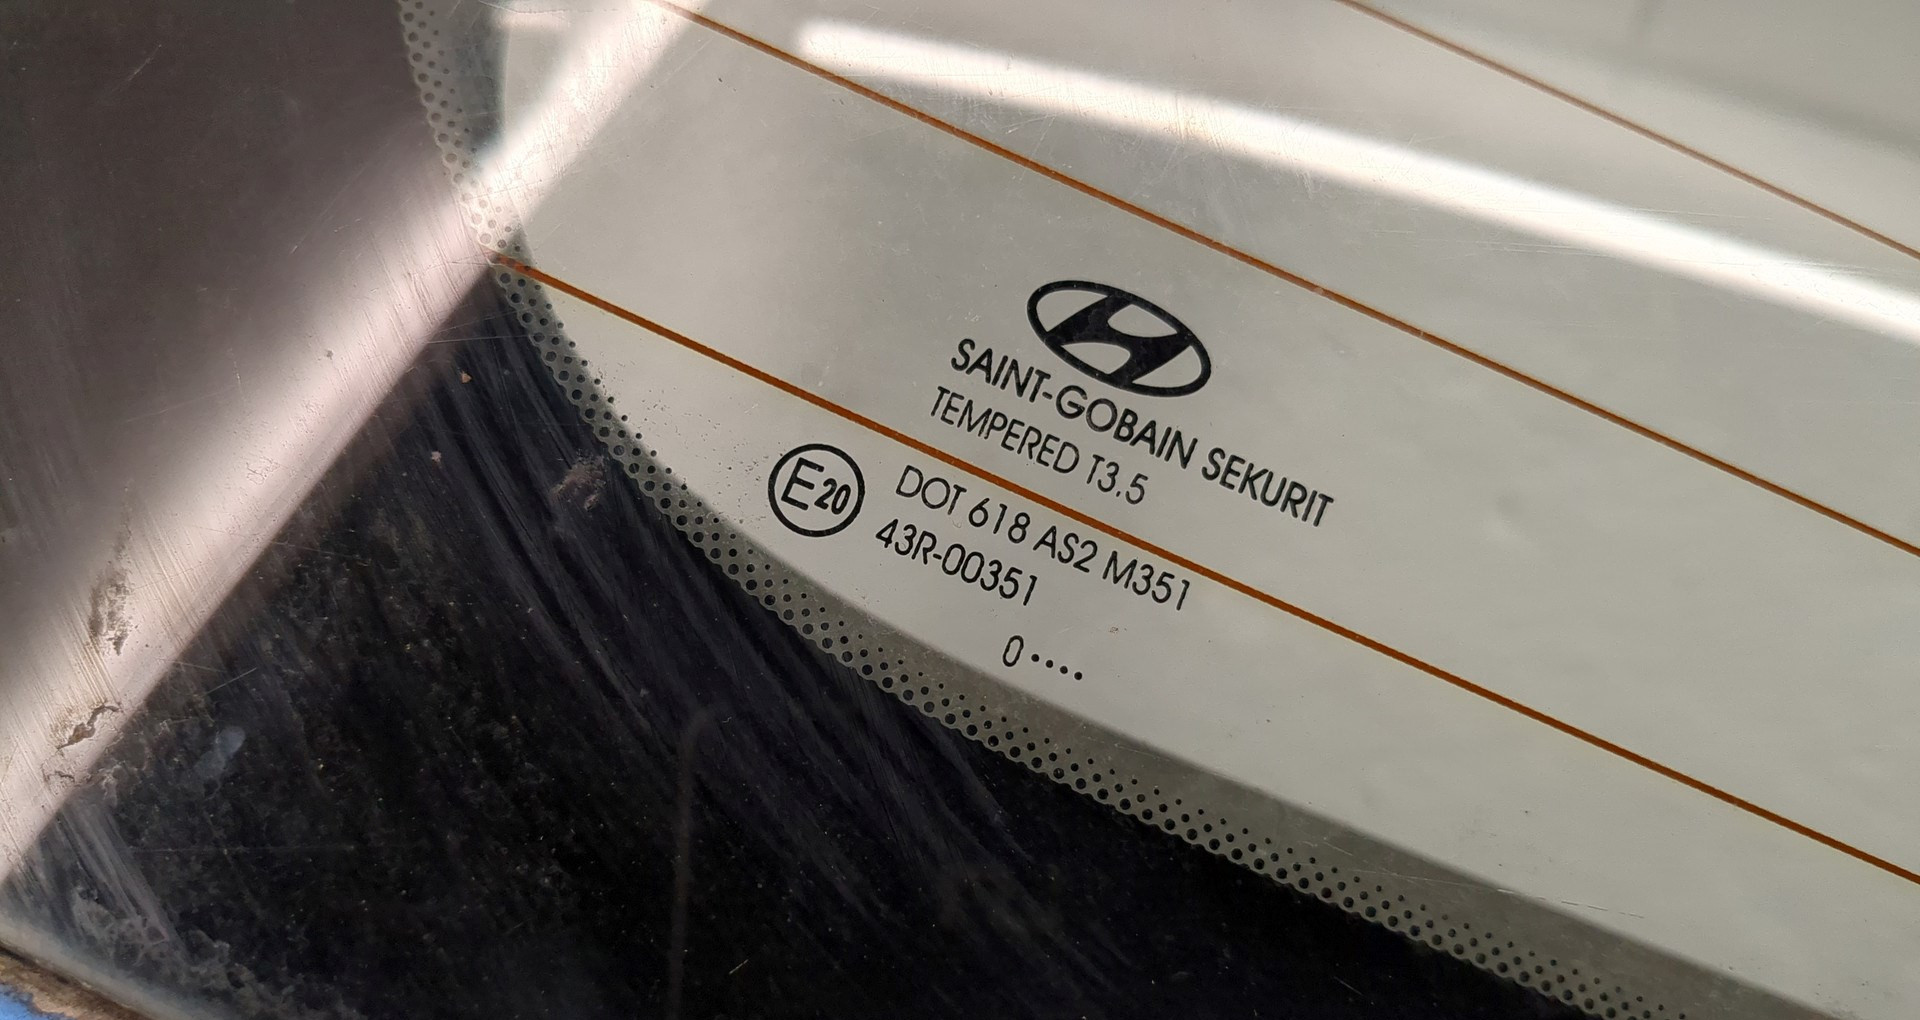 SAINT-GOBAIN SEKURIT
TEMPERED T3.5
E20 DOT 618 AS2 M351
43R-00351
0••••